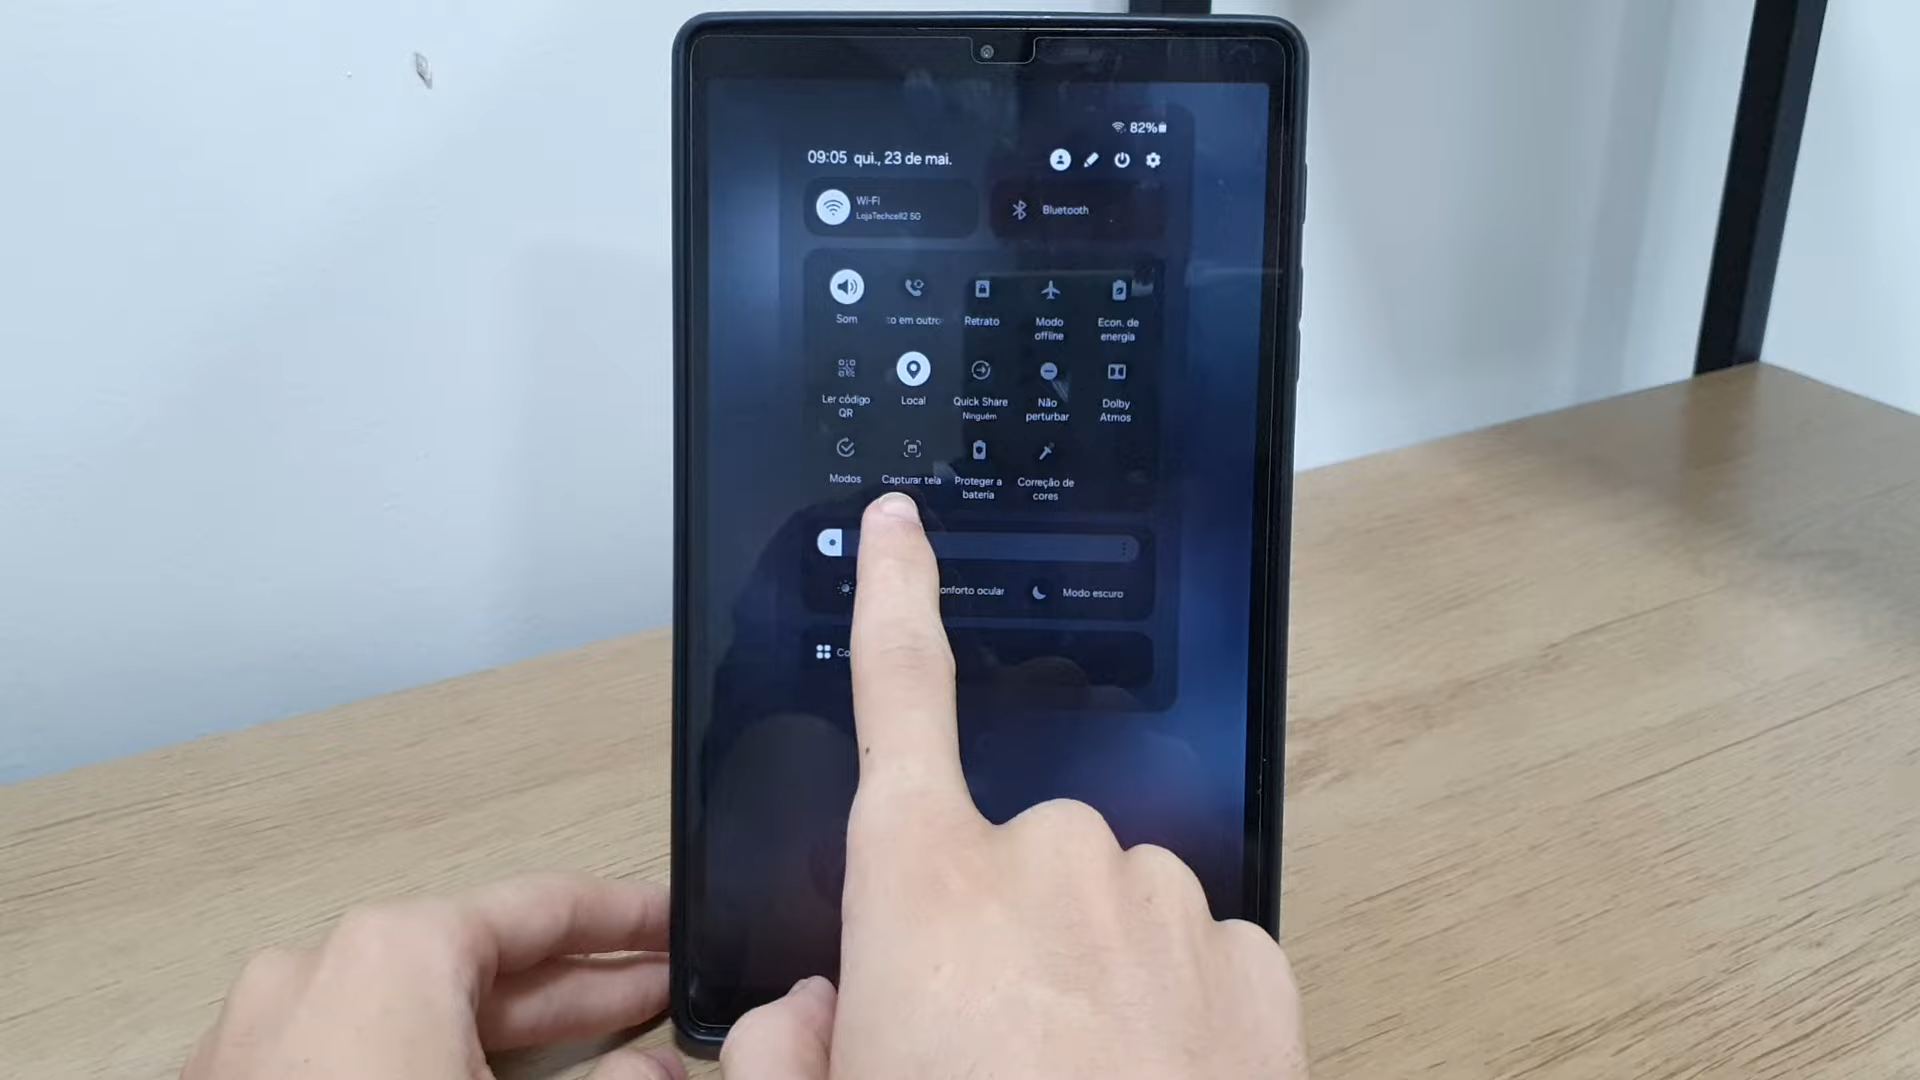 82%
09:05 qui., 23 de mai.
Wi-Fi
LojaTechcell2 5G
Bluetooth
Som
to em outro
Retrato
Modo
offline
Econ. de
energia
Ler código
QR
Local
Quick Share
Ninguém
Não
perturbar
Dolby
Atmos
Modos
Capturar tela
Proteger a
bateria
Correção de
cores
onforto ocular
Modo escuro
Co